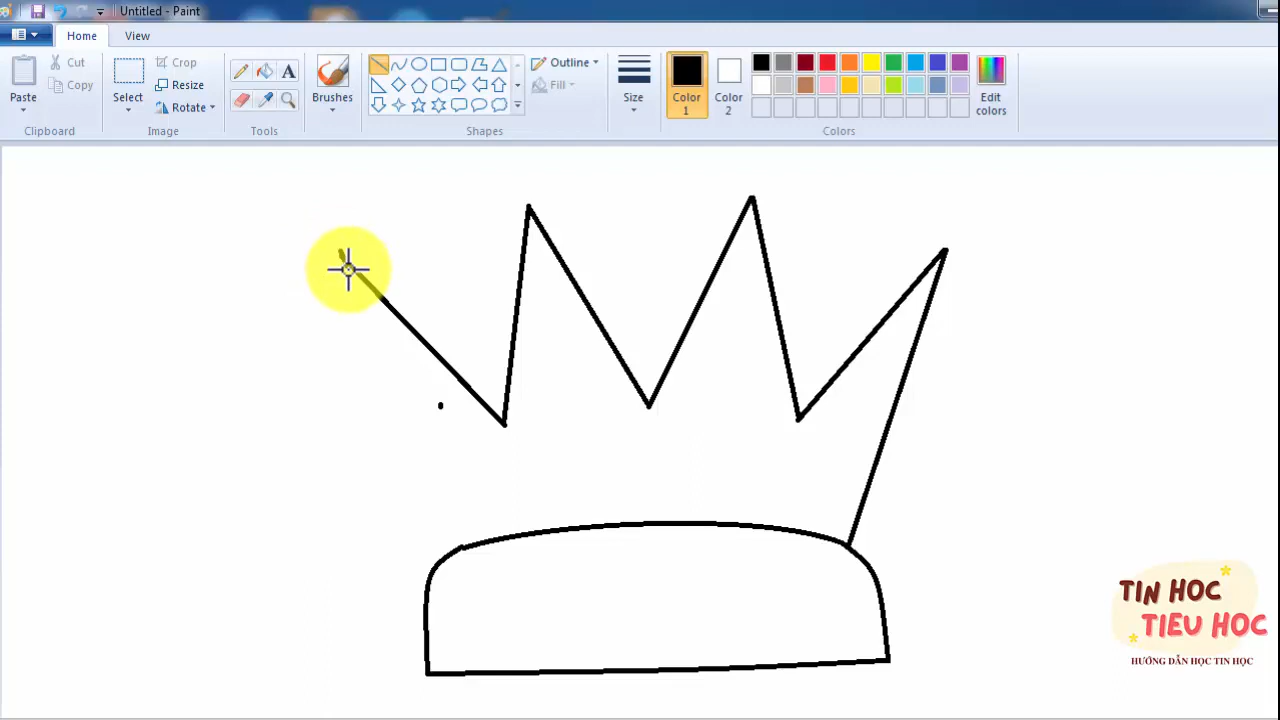 Untitled - Paint
Home View
Paste
Cut
Copy
Select
Crop
Resize
Rotate
Brushes
Outline
Fill
Size
Color 1
Color 2
Edit colors
Clipboard Image Tools Shapes Colors
TIN HOC
TIEU HOC
HƯỚNG DẪN HỌC TIN HỌC